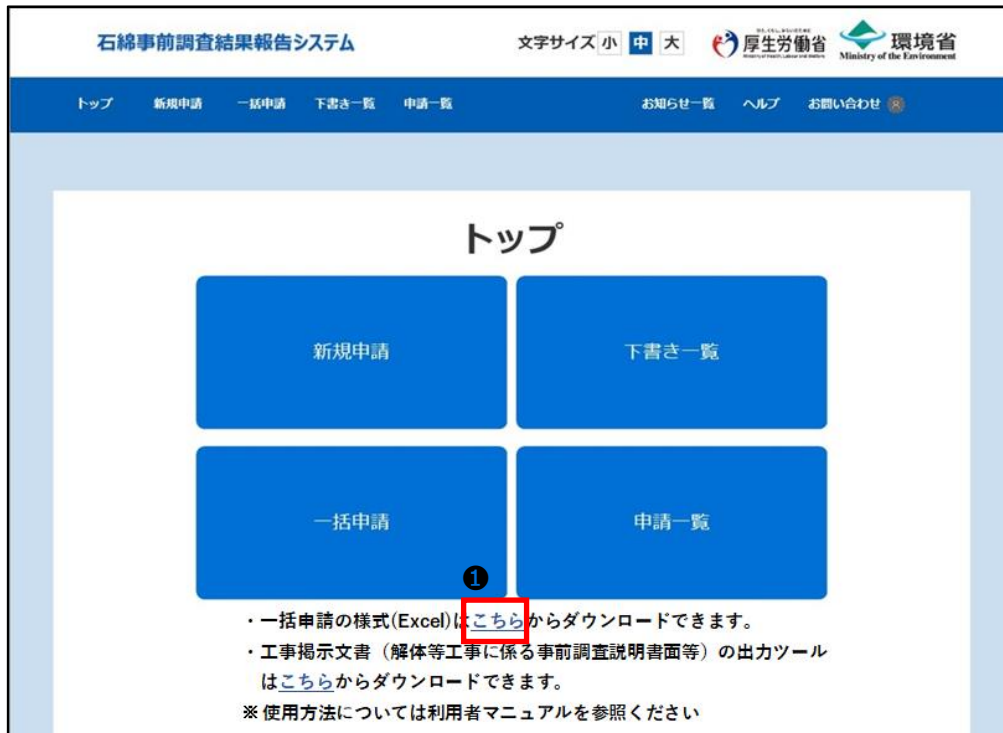 石綿事前調査結果報告システム
文字サイズ 小 中 大
厚生労働省
環境省
Ministry of the Environment
トップ 新規申請 一括申請 下書き一覧 申請一覧 お知らせ一覧 ヘルプ お問い合わせ
トップ
新規申請 下書き一覧
一括申請 申請一覧
❶
・一括申請の様式(Excel)はこちらからダウンロードできます。
・工事掲示文書（解体等工事に係る事前調査説明書面等）の出力ツール
はこちらからダウンロードできます。
※使用方法については利用者マニュアルを参照ください